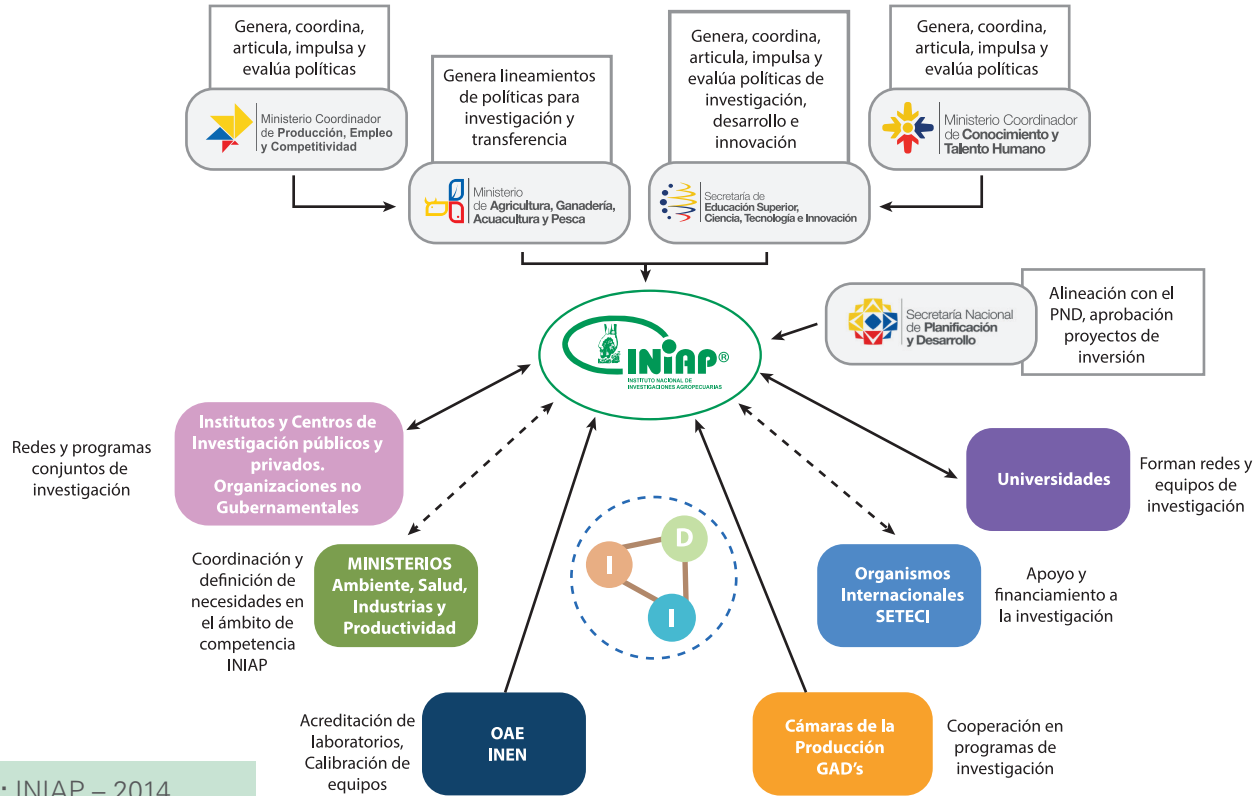 Genera, coordina,
articula, impulsa y
evalúa políticas
Ministerio Coordinador
de Producción, Empleo
y Competitividad
Genera lineamientos
de políticas para
investigación y
transferencia
Ministerio
de Agricultura, Ganadería,
Acuacultura y Pesca
Genera, coordina,
articula, impulsa y
evalúa políticas de
investigación,
desarrollo e
innovación
Secretaría de
Educación Superior,
Ciencia, Tecnología e Innovación
Genera, coordina,
articula, impulsa y
evalúa políticas
Ministerio Coordinador
de Conocimiento y
Talento Humano
Secretaría Nacional
de Planificación
y Desarrollo
Alineación con el
PND, aprobación
proyectos de
inversión
INiAP®
INSTITUTO NACIONAL DE
INVESTIGACIONES AGROPECUARIAS
Redes y programas
conjuntos de
investigación
Institutos y Centros de
Investigación públicos y
privados.
Organizaciones no
Gubernamentales
Universidades
Forman redes y
equipos de
investigación
Coordinación y
definición de
necesidades en
el ámbito de
competencia
INIAP
MINISTERIOS
Ambiente, Salud,
Industrias y
Productividad
I
D
I
Organismos
Internacionales
SETECI
Apoyo y
financiamiento a
la investigación
Acreditación de
laboratorios,
Calibración de
equipos
OAE
INEN
Cámaras de la
Producción
GAD's
Cooperación en
programas de
investigación
: INIAP – 2014